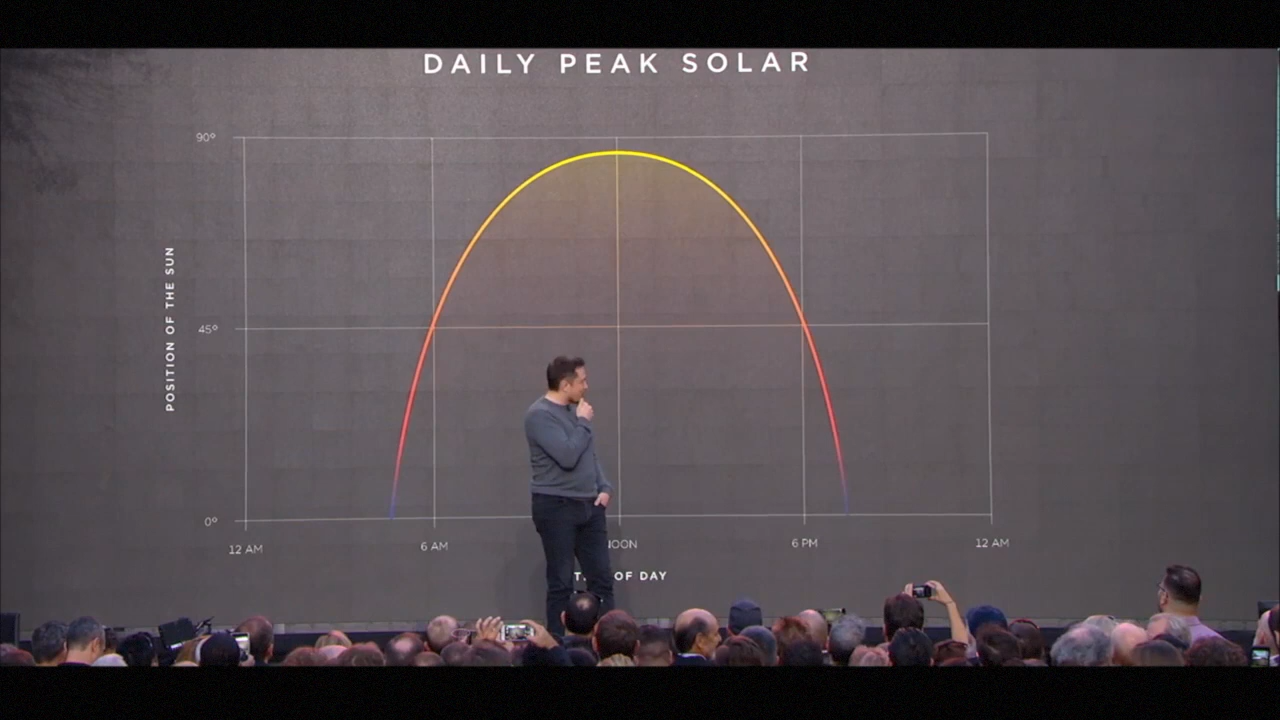 DAILY PEAK SOLAR
90°
POSITION OF THE SUN
45°
0°
12 AM
6 AM
6 PM
12 AM
OF DAY